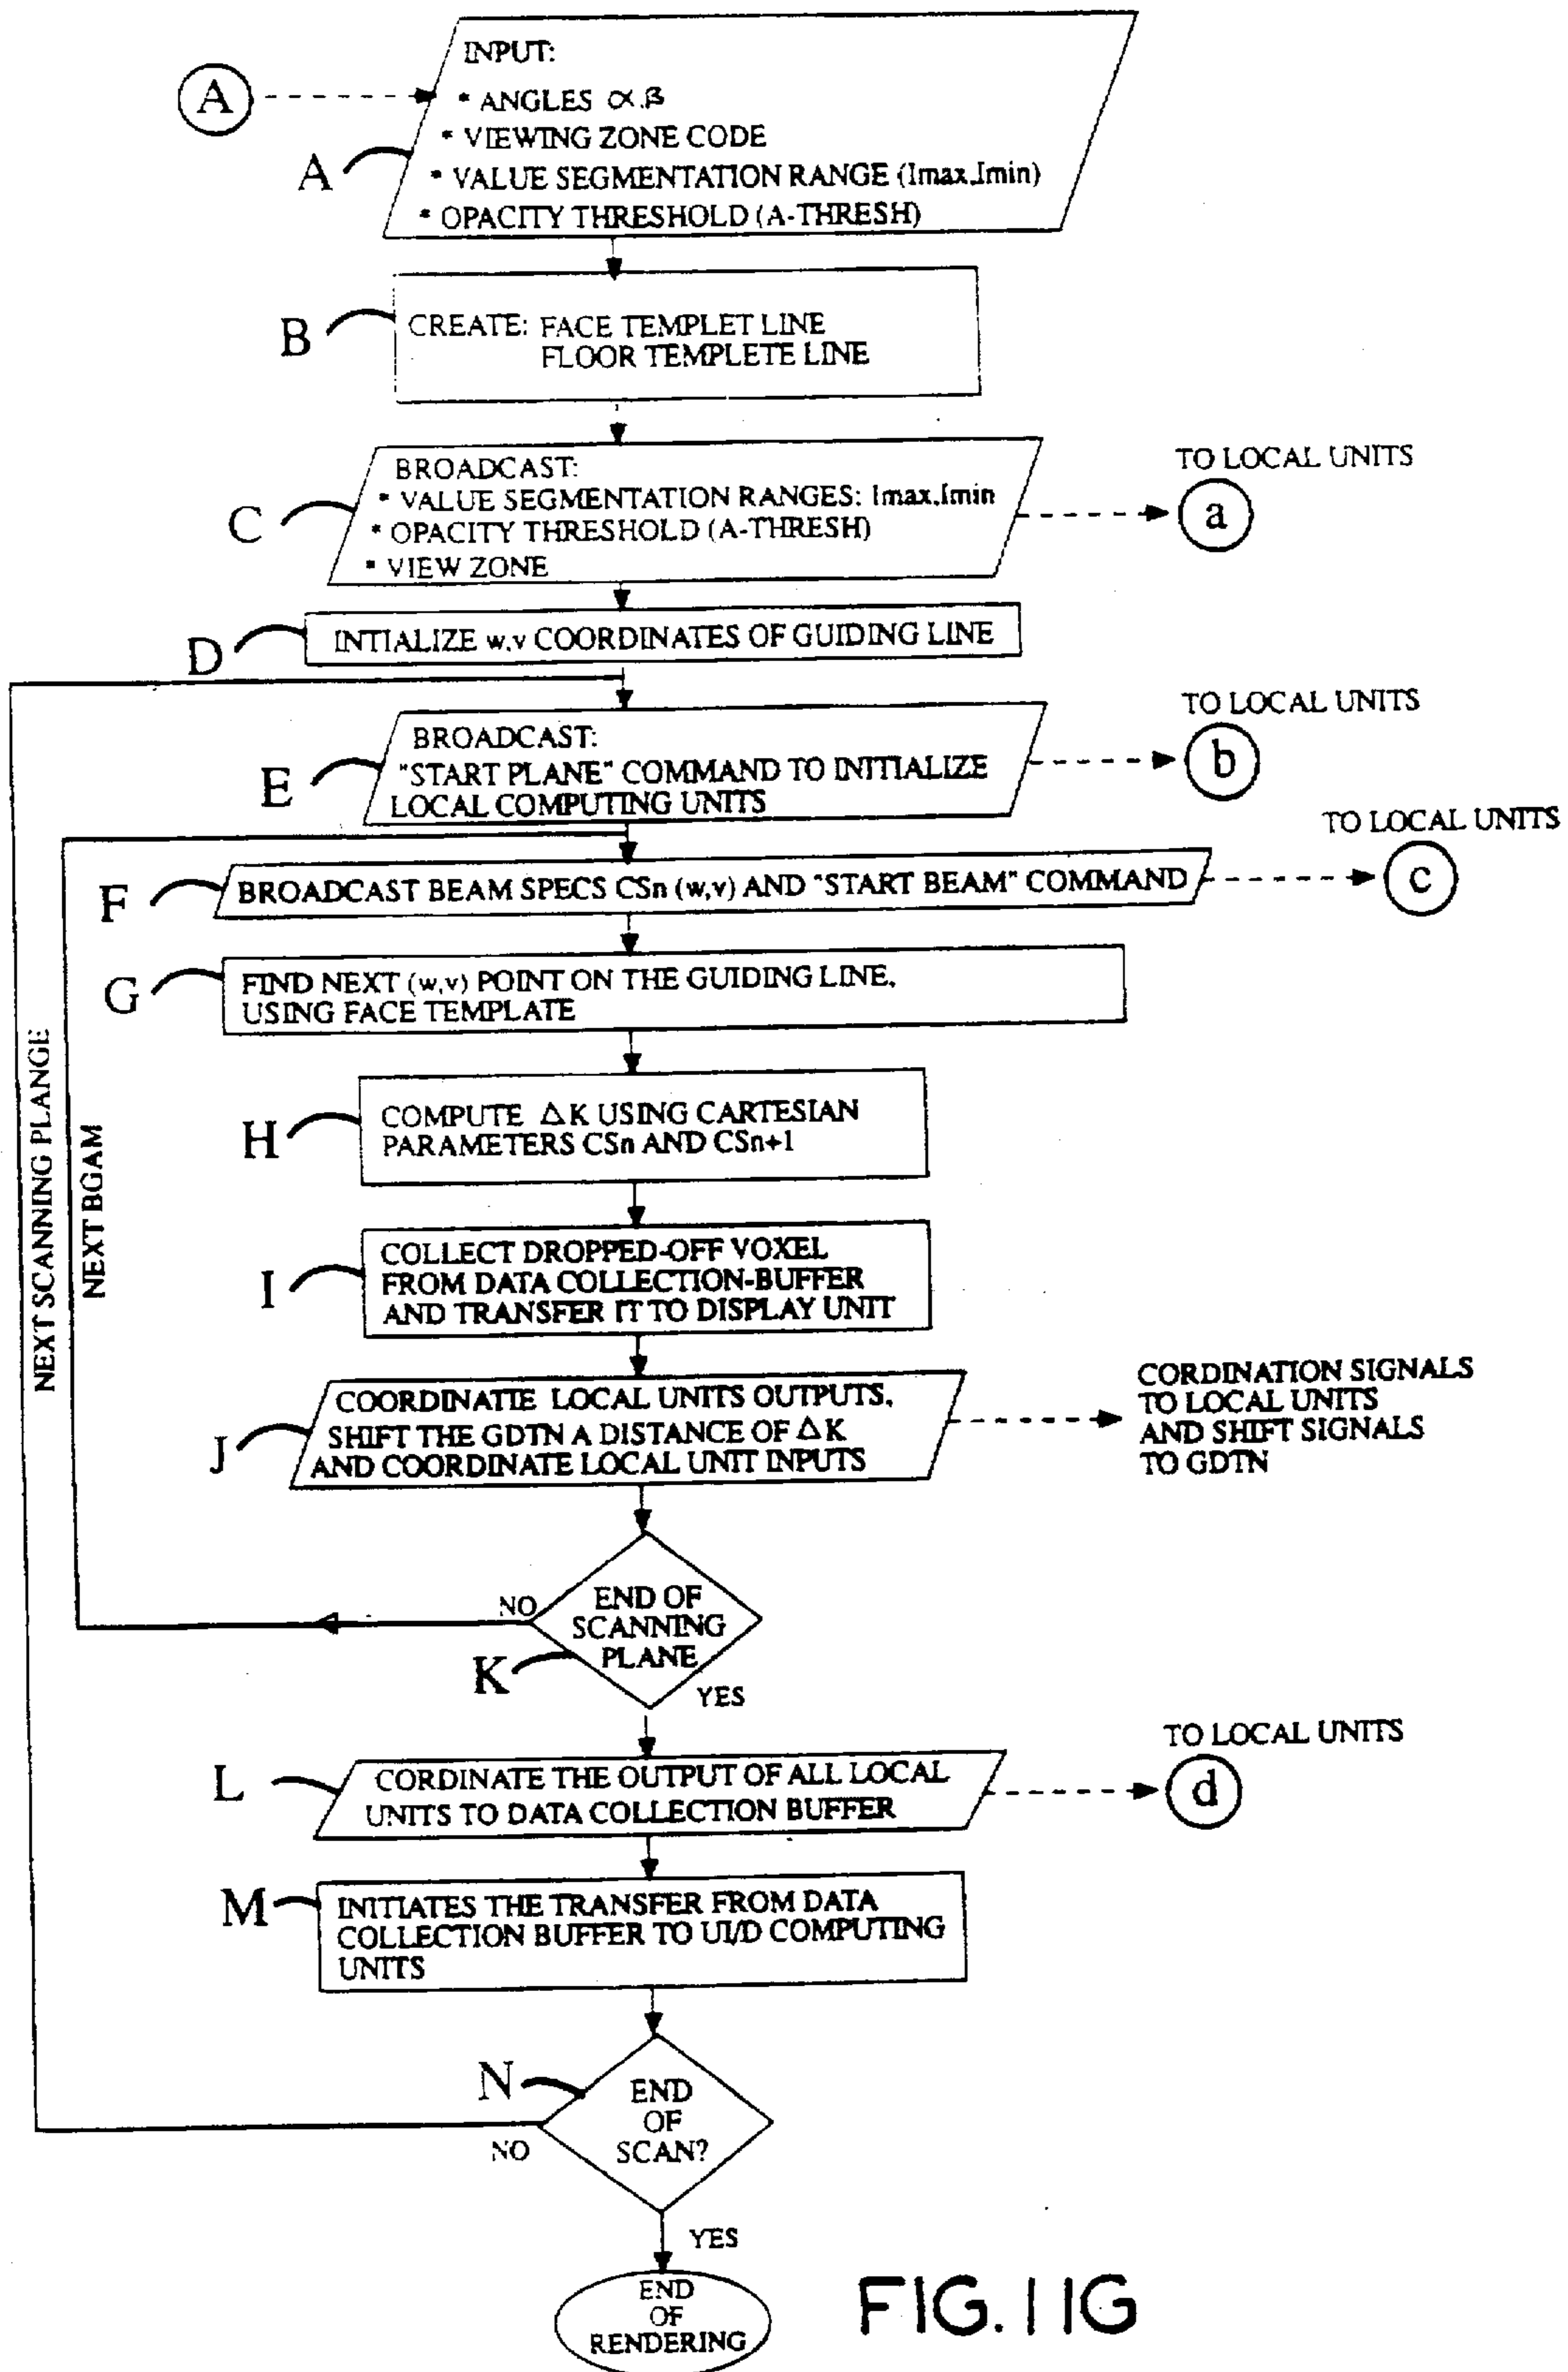 INPUT:
A
* ANGLES α.β
* VIEWING ZONE CODE
A
* VALUE SEGMENTATION RANGE (Imax.Imin)
* OPACITY THRESHOLD (A-THRESH)
B
CREATE: FACE TEMPLET LINE
FLOOR TEMPLETE LINE
BROADCAST:
* VALUE SEGMENTATION RANGES: Imax.Imin
C
* OPACITY THRESHOLD (A-THRESH)
* VIEW ZONE
TO LOCAL UNITS
a
D
INTIALIZE w.v COORDINATES OF GUIDING LINE
BROADCAST:
E
"START PLANE" COMMAND TO INITIALIZE
LOCAL COMPUTING UNITS
TO LOCAL UNITS
b
F
BROADCAST BEAM SPECS CSn (w,v) AND "START BEAM" COMMAND
TO LOCAL UNITS
c
G
FIND NEXT (w,v) POINT ON THE GUIDING LINE,
USING FACE TEMPLATE
H
COMPUTE ΔK USING CARTESIAN
PARAMETERS CSn AND CSn+1
NEXT SCANNING PLANGE
NEXT BGAM
I
COLLECT DROPPED-OFF VOXEL
FROM DATA COLLECTION-BUFFER
AND TRANSFER IT TO DISPLAY UNIT
J
COORDINATIE LOCAL UNITS OUTPUTS,
SHIFT THE GDTN A DISTANCE OF ΔK
AND COORDINATE LOCAL UNIT INPUTS
CORDINATION SIGNALS
TO LOCAL UNITS
AND SHIFT SIGNALS
TO GDTN
NO
END OF
SCANNING
PLANE
K
YES
L
CORDINATE THE OUTPUT OF ALL LOCAL
UNITS TO DATA COLLECTION BUFFER
TO LOCAL UNITS
d
M
INITIATES THE TRANSFER FROM DATA
COLLECTION BUFFER TO UI/D COMPUTING
UNITS
N
END
OF
SCAN?
NO
YES
END
OF
RENDERING
FIG. 11G